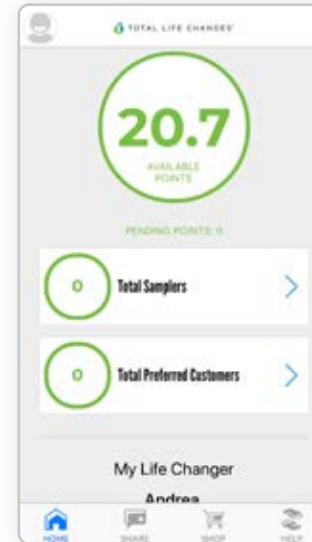 TOTAL LIFE CHANGES
20.7
AVAILABLE
POINTS
PENDING POINTS: 0
0 Total Samplers
0 Total Preferred Customers
My Life Changer
Andrea
HOME SHARE SHOP HELP